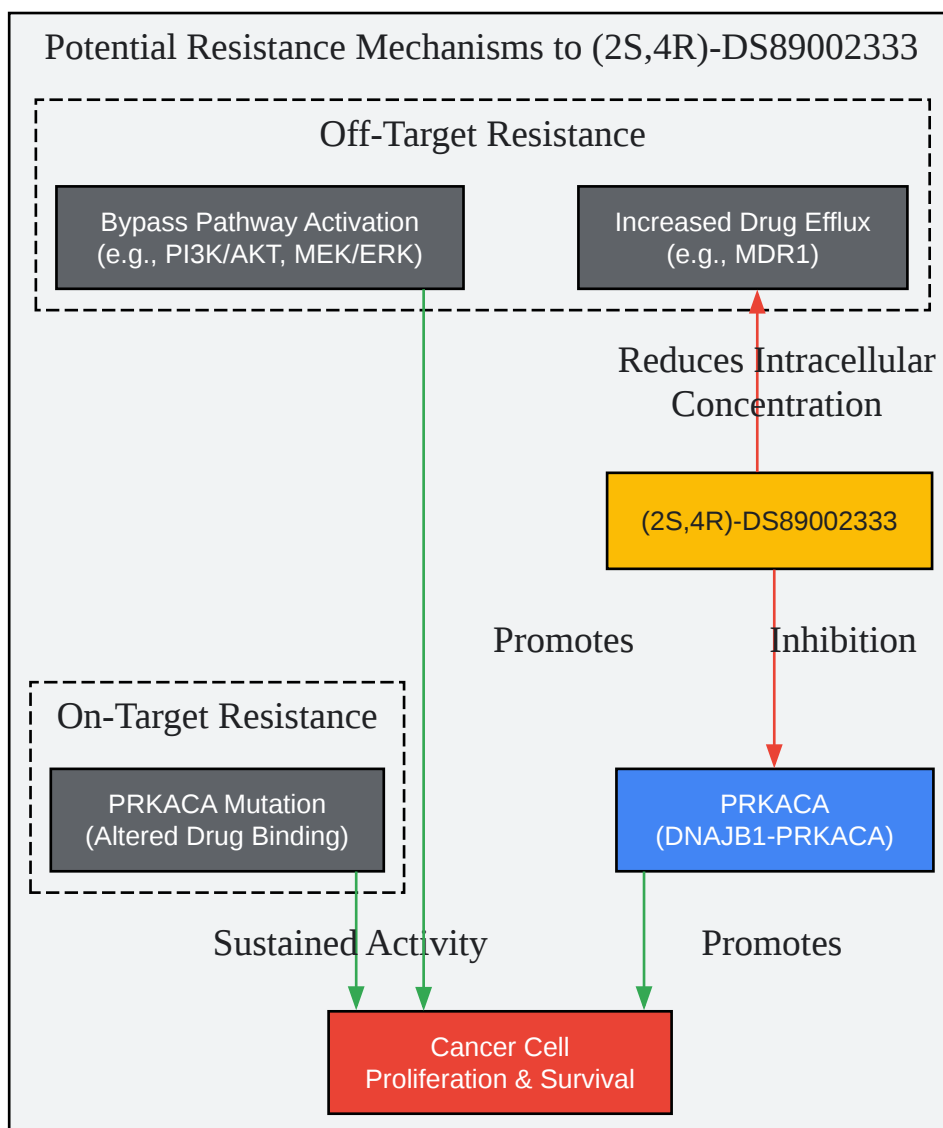 Potential Resistance Mechanisms to (2S,4R)-DS89002333
Off-Target Resistance
Bypass Pathway Activation
(e.g., PI3K/AKT, MEK/ERK)
Increased Drug Efflux
(e.g., MDR1)
Reduces Intracellular
Concentration
(2S,4R)-DS89002333
Promotes
Inhibition
On-Target Resistance
PRKACA Mutation
(Altered Drug Binding)
PRKACA
(DNAJB1-PRKACA)
Sustained Activity
Promotes
Cancer Cell
Proliferation & Survival